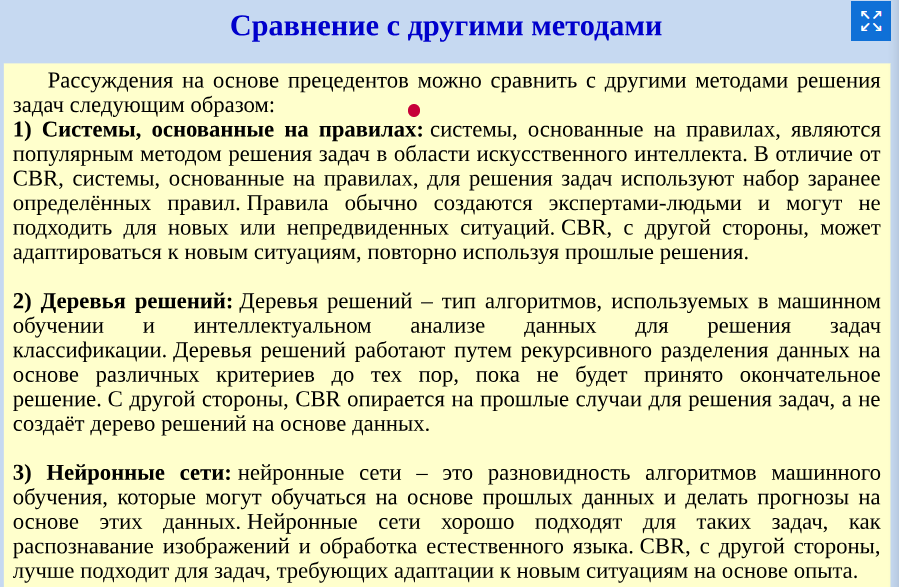 Сравнение с другими методами
Рассуждения на основе прецедентов можно сравнить с другими методами решения
задач следующим образом:
1) Системы, основанные на правилах: системы, основанные на правилах, являются
популярным методом решения задач в области искусственного интеллекта. В отличие от
CBR, системы, основанные на правилах, для решения задач используют набор заранее
определённых правил. Правила обычно создаются экспертами-людьми и могут не
подходить для новых или непредвиденных ситуаций. CBR, с другой стороны, может
адаптироваться к новым ситуациям, повторно используя прошлые решения.
2) Деревья решений: Деревья решений – тип алгоритмов, используемых в машинном
обучении и интеллектуальном анализе данных для решения задач
классификации. Деревья решений работают путем рекурсивного разделения данных на
основе различных критериев до тех пор, пока не будет принято окончательное
решение. С другой стороны, CBR опирается на прошлые случаи для решения задач, а не
создаёт дерево решений на основе данных.
3) Нейронные сети: нейронные сети – это разновидность алгоритмов машинного
обучения, которые могут обучаться на основе прошлых данных и делать прогнозы на
основе этих данных. Нейронные сети хорошо подходят для таких задач, как
распознавание изображений и обработка естественного языка. CBR, с другой стороны,
лучше подходит для задач, требующих адаптации к новым ситуациям на основе опыта.